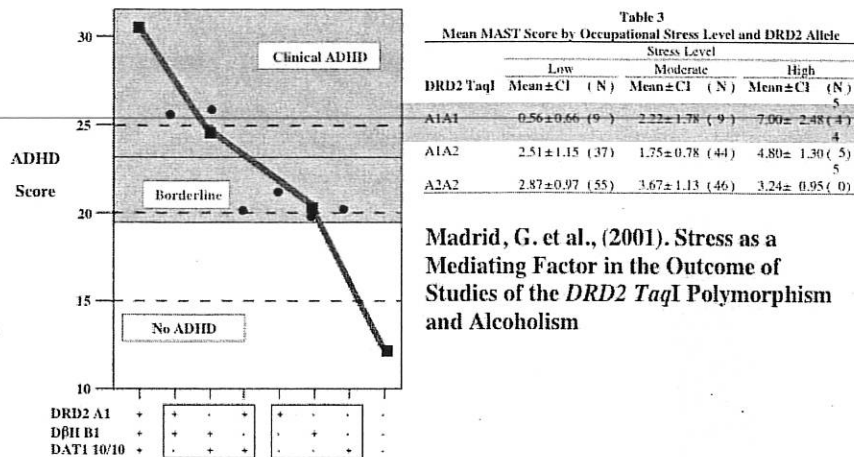 30
25
20
15
10
ADHD
Score
Clinical ADHD
Borderline
No ADHD
DRD2 A1 + + - + + - - -
DβH B1 + + + - - + - -
DAT1 10/10 + - + + - - + -
Table 3
Mean MAST Score by Occupational Stress Level and DRD2 Allele
Stress Level
Low Moderate High
DRD2 TaqI Mean±CI (N) Mean±CI (N) Mean±CI (N)
5
A1A1 0.56±0.66 (9 ) 2.22±1.78 ( 9 ) 7.00± 2.48 ( 4 )
4
A1A2 2.51±1.15 (37) 1.75±0.78 (44) 4.80± 1.30 ( 5)
5
A2A2 2.87±0.97 (55) 3.67±1.13 (46) 3.24± 0.95 ( 0)
Madrid, G. et al., (2001). Stress as a
Mediating Factor in the Outcome of
Studies of the DRD2 TaqI Polymorphism
and Alcoholism